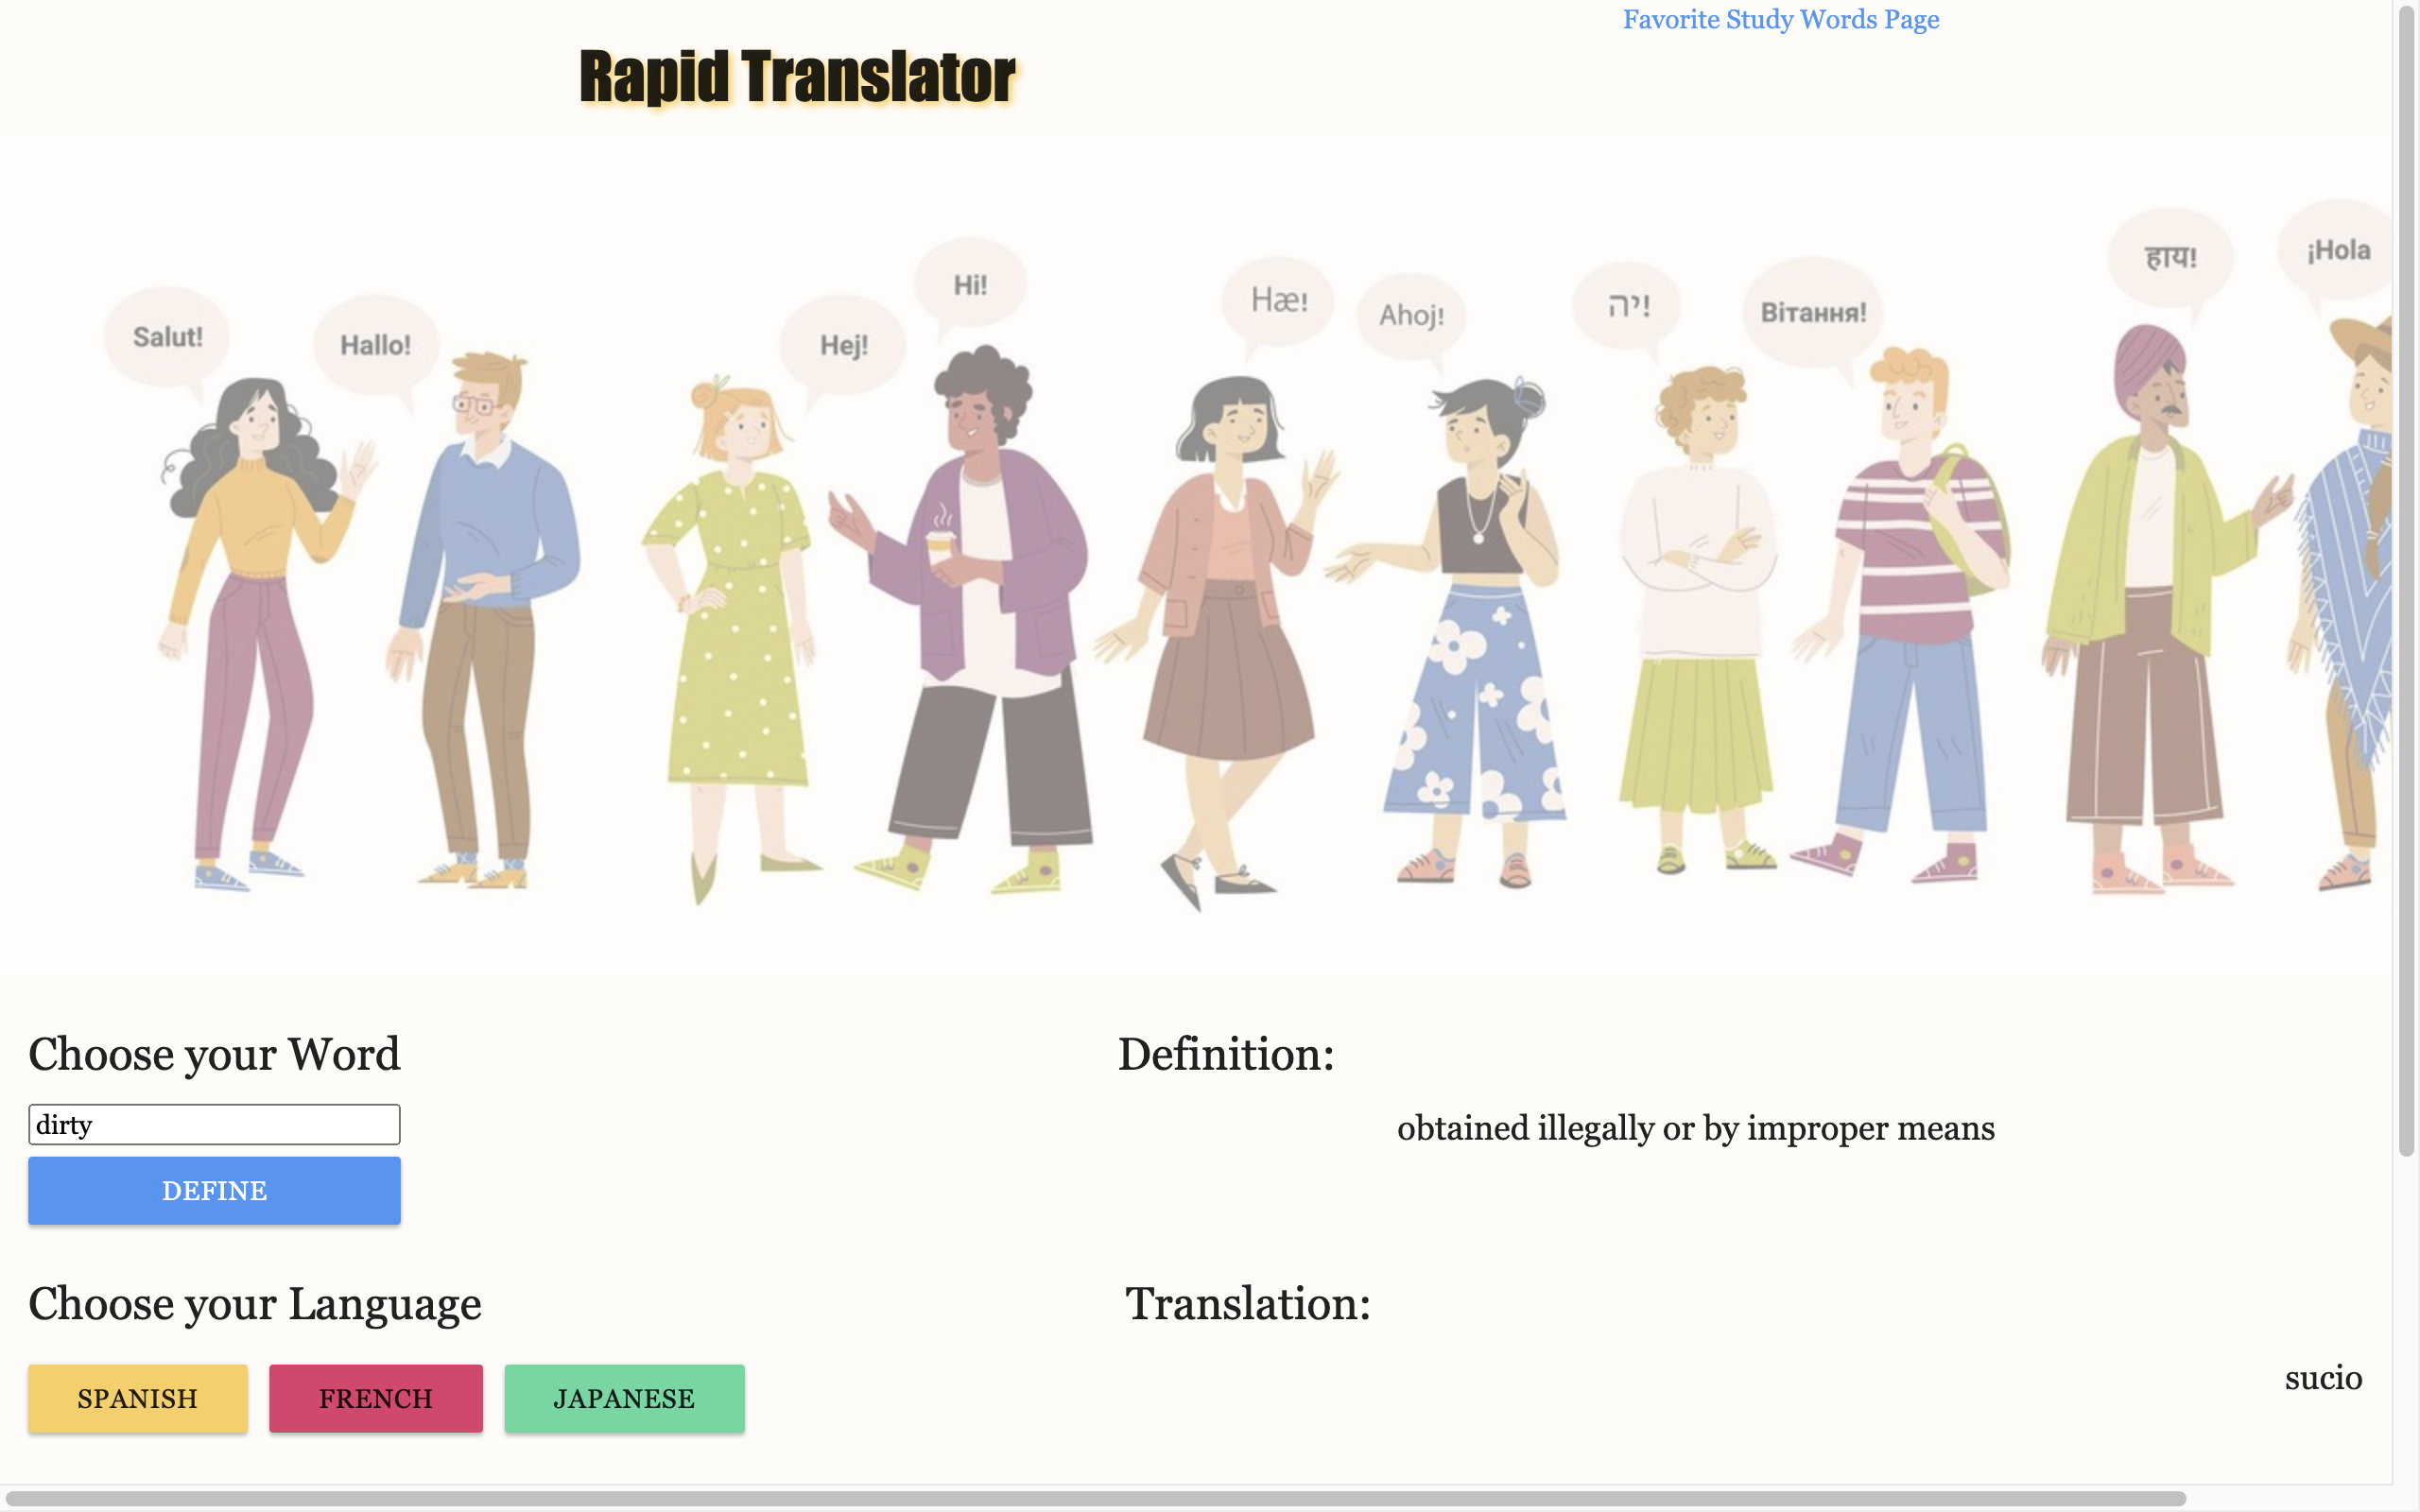 Favorite Study Words Page
Rapid Translator
Salut!
Hallo!
Hej!
Hi!
Hæ!
Ahoj!
יה!
Вітання!
हाय!
¡Hola
Choose your Word
Definition:
dirty
obtained illegally or by improper means
DEFINE
Choose your Language
Translation:
SPANISH FRENCH JAPANESE
sucio